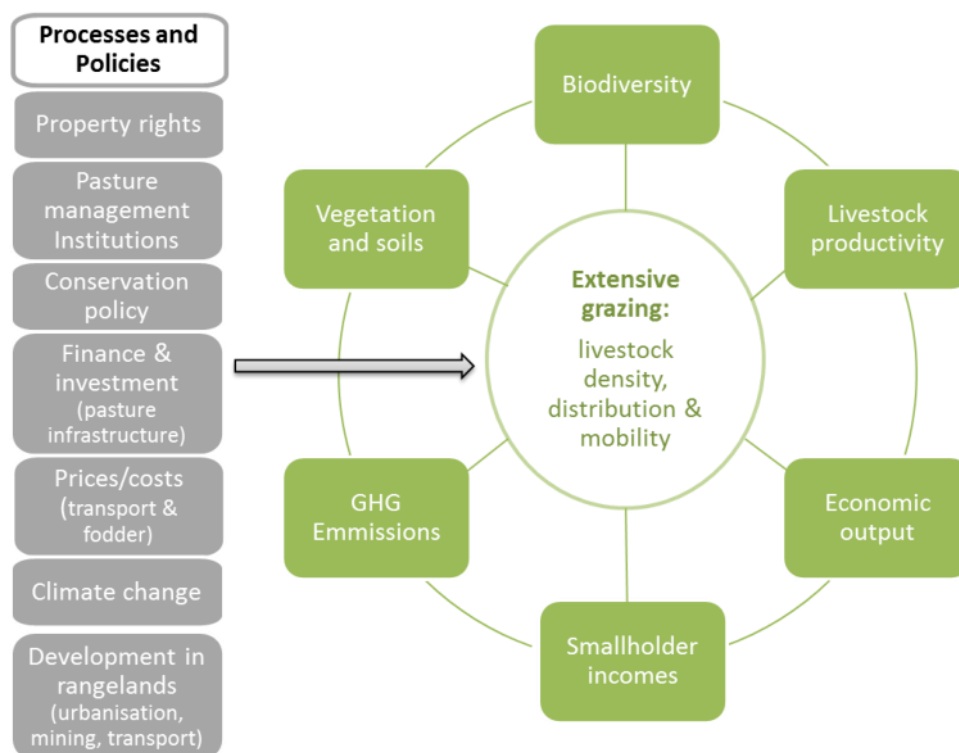 Processes and
Policies
Property rights
Pasture
management
Institutions
Conservation
policy
Finance &
investment
(pasture
infrastructure)
Prices/costs
(transport &
fodder)
Climate change
Development in
rangelands
(urbanisation,
mining, transport)
Biodiversity
Vegetation
and soils
Livestock
productivity
Extensive
grazing:
livestock
density,
distribution &
mobility
GHG
Emmissions
Economic
output
Smallholder
incomes